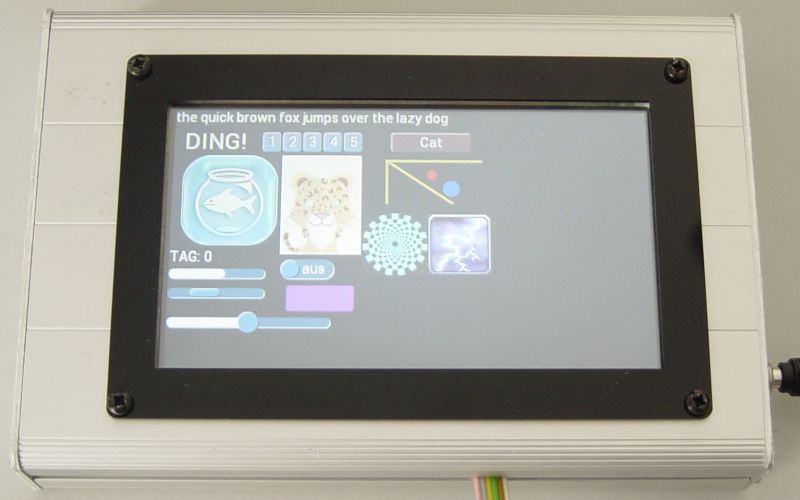 the quick brown fox jumps over the lazy dog
DING! 1 2 3 4 5 Cat
TAG: 0
aus